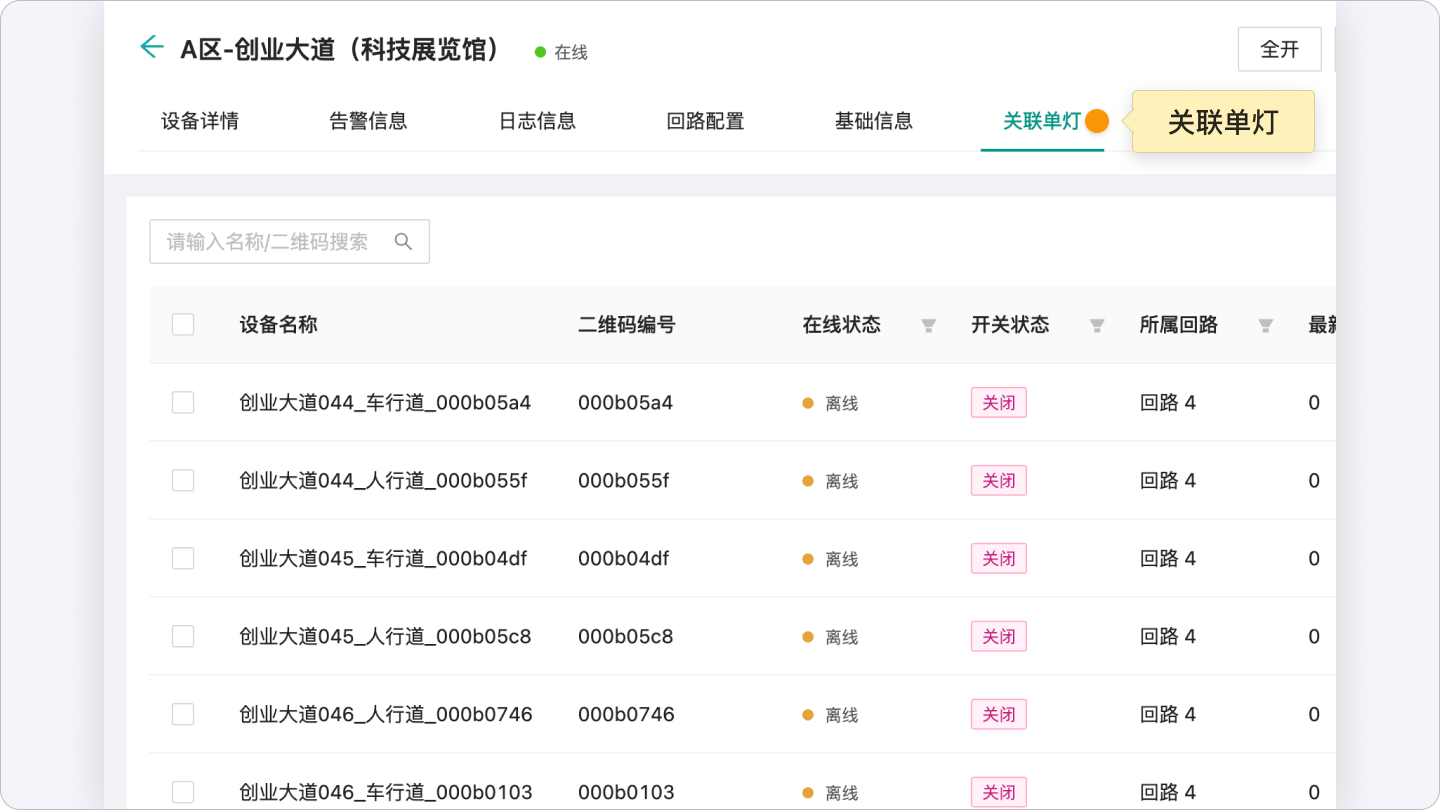 A区-创业大道（科技展览馆） 在线 全开
设备详情 告警信息 日志信息 回路配置 基础信息 关联单灯 关联单灯
请输入名称/二维码搜索
设备名称 二维码编号 在线状态 开关状态 所属回路 最新
创业大道044_车行道_000b05a4 000b05a4 离线 关闭 回路 4 0
创业大道044_人行道_000b055f 000b055f 离线 关闭 回路 4 0
创业大道045_车行道_000b04df 000b04df 离线 关闭 回路 4 0
创业大道045_人行道_000b05c8 000b05c8 离线 关闭 回路 4 0
创业大道046_人行道_000b0746 000b0746 离线 关闭 回路 4 0
创业大道046_车行道_000b0103 000b0103 离线 关闭 回路 4 0